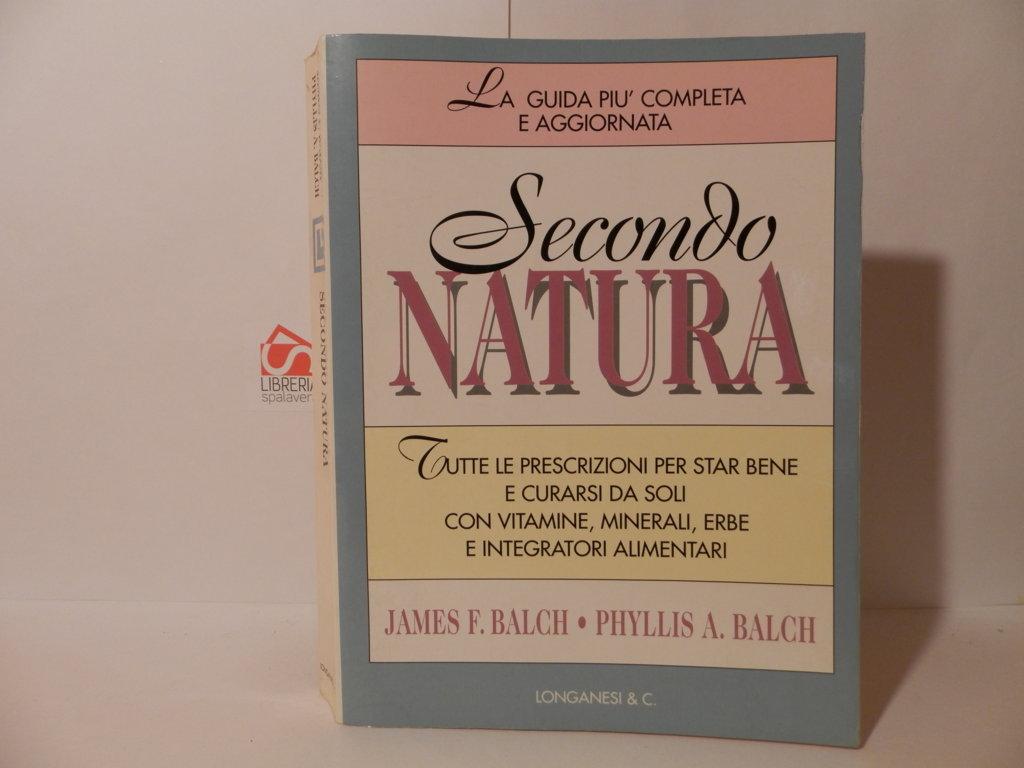 LA GUIDA PIU' COMPLETA
E AGGIORNATA
Secondo
NATURA
TUTTE LE PRESCRIZIONI PER STAR BENE
E CURARSI DA SOLI
CON VITAMINE, MINERALI, ERBE
E INTEGRATORI ALIMENTARI
JAMES F. BALCH • PHYLLIS A. BALCH
LONGANESI & C.
PHYLLIS A. BALCH
SECONDO NATURA
LIBRERIA